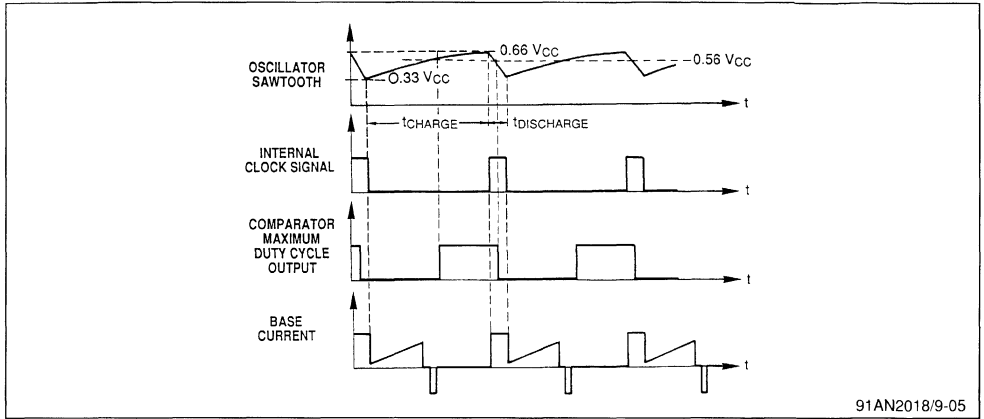 OSCILLATOR
SAWTOOTH
0.66 VCC
0.56 VCC
0.33 VCC
t
tCHARGE
tDISCHARGE
INTERNAL
CLOCK SIGNAL
t
COMPARATOR
MAXIMUM
DUTY CYCLE
OUTPUT
t
BASE
CURRENT
t
91AN2018/9-05